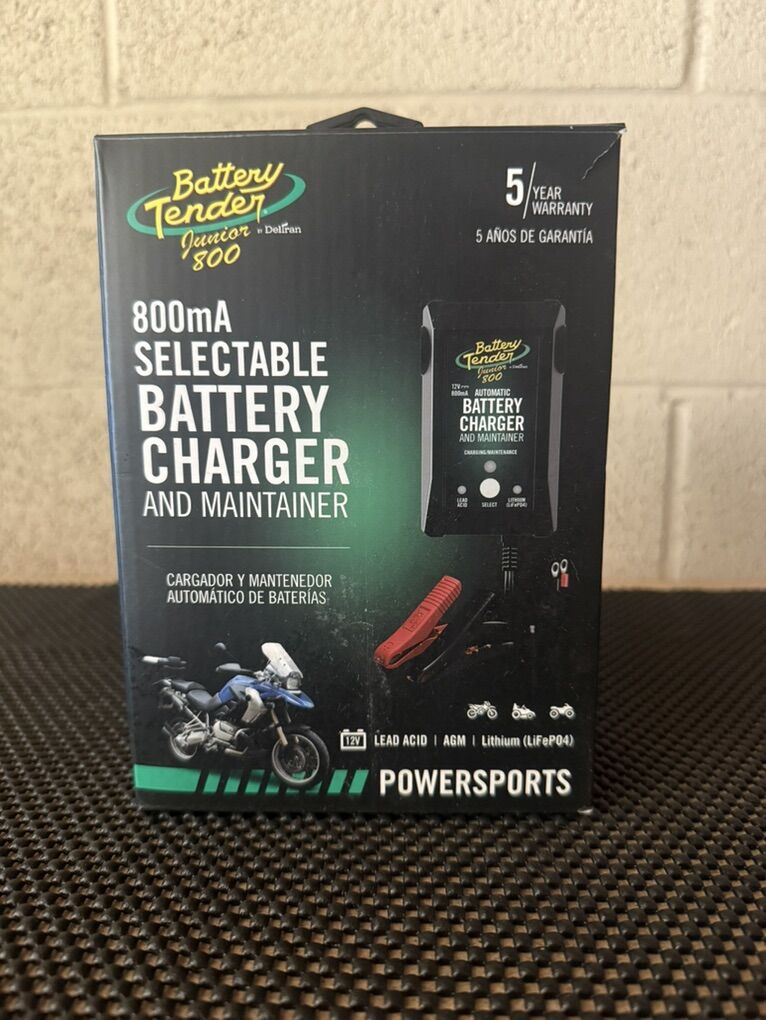 Battery
Tender
Junior
by Deltran
800
5/YEAR
WARRANTY
5 AÑOS DE GARANTÍA
800mA
SELECTABLE
BATTERY
CHARGER
AND MAINTAINER
CARGADOR Y MANTENEDOR
AUTOMÁTICO DE BATERÍAS
Battery
Tender
Junior
by Deltran
800
12V
800mA
AUTOMATIC
BATTERY
CHARGER
AND MAINTAINER
CHARGING/MAINTENANCE
LEAD
ACID
SELECT
LITHIUM
(LiFePO4)
12V LEAD ACID | AGM | Lithium (LiFePO4)
POWERSPORTS